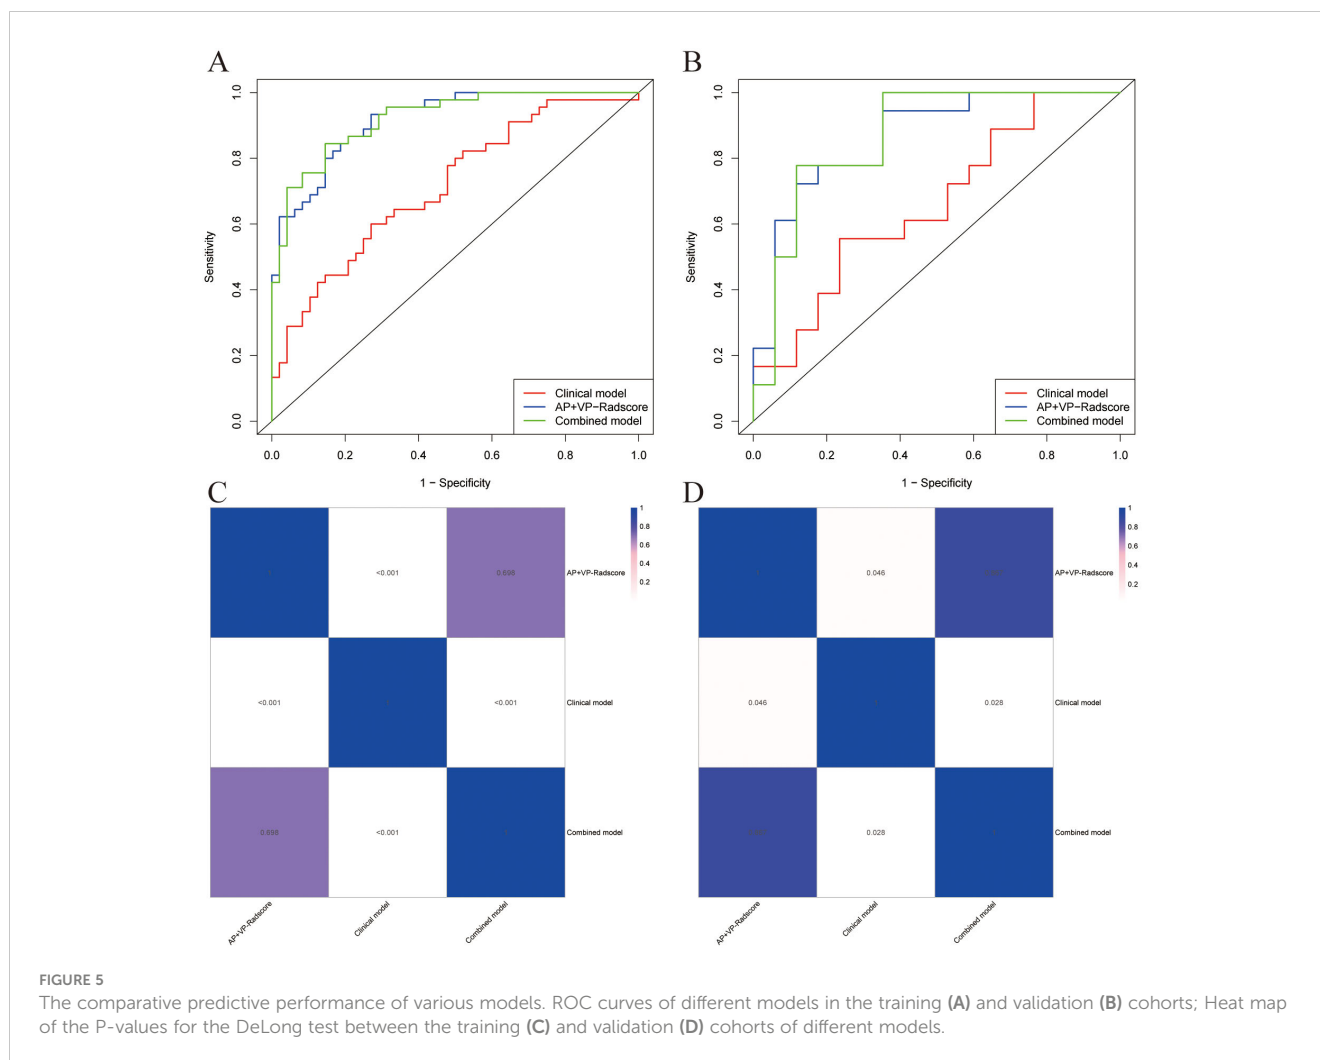 A
B
1.0
0.8
0.6
0.4
0.2
0.0
Sensitivity
0.0 0.2 0.4 0.6 0.8 1.0
1 − Specificity
Clinical model
AP+VP−Radscore
Combined model
1.0
0.8
0.6
0.4
0.2
0.0
Sensitivity
0.0 0.2 0.4 0.6 0.8 1.0
1 − Specificity
Clinical model
AP+VP−Radscore
Combined model
C
D
<0.001 0.698 AP+VP-Radscore
<0.001 <0.001 Clinical model
0.698 <0.001 Combined model
AP+VP-Radscore Clinical model Combined model
1
0.8
0.6
0.4
0.2
0.046 AP+VP-Radscore
0.046 0.028 Clinical model
0.028 Combined model
AP+VP-Radscore Clinical model Combined model
1
0.8
0.6
0.4
0.2
FIGURE 5
The comparative predictive performance of various models. ROC curves of different models in the training (A) and validation (B) cohorts; Heat map
of the P-values for the DeLong test between the training (C) and validation (D) cohorts of different models.